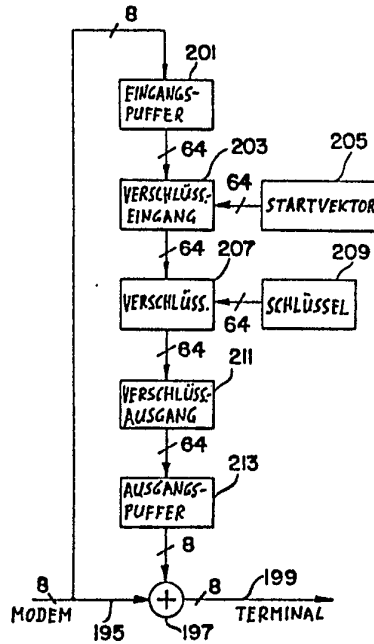 8
201
EINGANGS-
PUFFER
64
203
205
VERSCHLÜSS-
EINGANG
64
STARTVEKTOR
64
207
209
VERSCHLÜSS.
64
SCHLÜSSEL
64
211
VERSCHLÜSS-
AUSGANG
64
213
AUSGANGS-
PUFFER
8
8
8
199
MODEM
195
197
TERMINAL